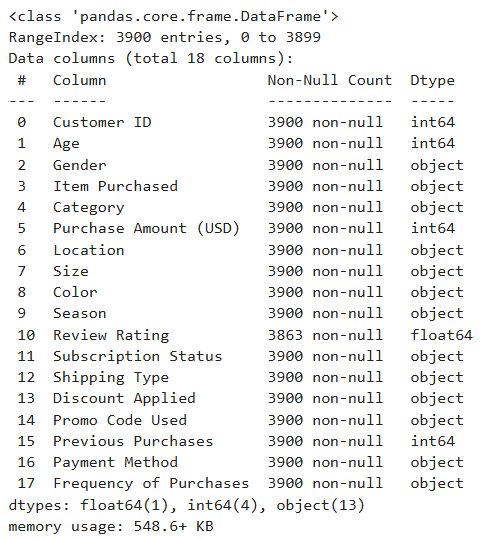 <class 'pandas.core.frame.DataFrame'>
RangeIndex: 3900 entries, 0 to 3899
Data columns (total 18 columns):
 #   Column                  Non-Null Count  Dtype
---  ------                  --------------  -----
 0   Customer ID             3900 non-null   int64
 1   Age                     3900 non-null   int64
 2   Gender                  3900 non-null   object
 3   Item Purchased          3900 non-null   object
 4   Category                3900 non-null   object
 5   Purchase Amount (USD)   3900 non-null   int64
 6   Location                3900 non-null   object
 7   Size                    3900 non-null   object
 8   Color                   3900 non-null   object
 9   Season                  3900 non-null   object
 10  Review Rating           3863 non-null   float64
 11  Subscription Status     3900 non-null   object
 12  Shipping Type           3900 non-null   object
 13  Discount Applied        3900 non-null   object
 14  Promo Code Used         3900 non-null   object
 15  Previous Purchases      3900 non-null   int64
 16  Payment Method          3900 non-null   object
 17  Frequency of Purchases  3900 non-null   object
dtypes: float64(1), int64(4), object(13)
memory usage: 548.6+ KB